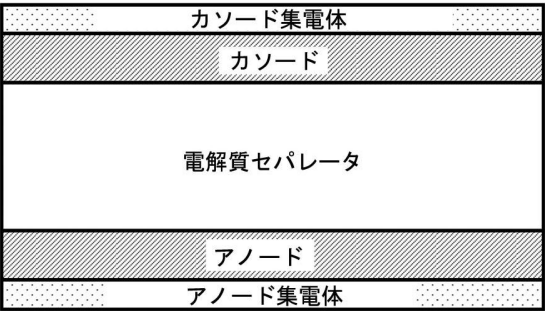 カソード集電体
カソード
電解質セパレータ
アノード
アノード集電体